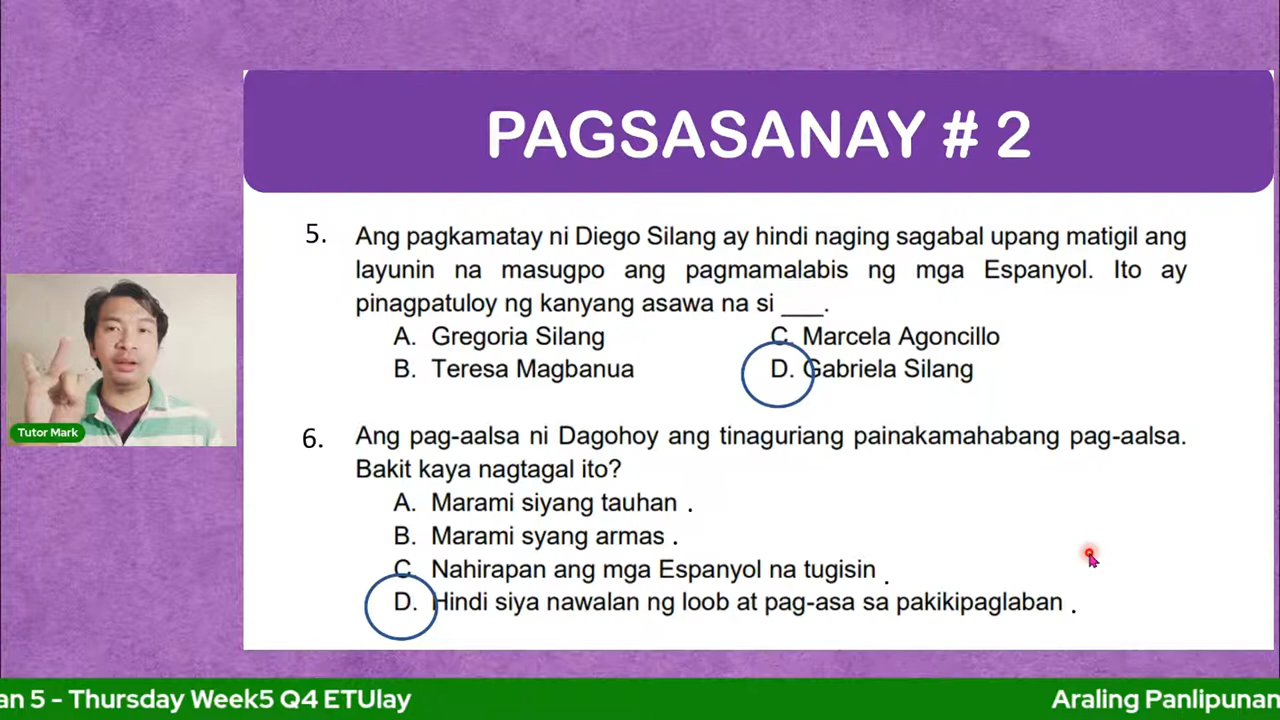 PAGSASANAY # 2
5. Ang pagkamatay ni Diego Silang ay hindi naging sagabal upang matigil ang
layunin na masugpo ang pagmamalabis ng mga Espanyol. Ito ay
pinagpatuloy ng kanyang asawa na si ___.
A. Gregoria Silang
C. Marcela Agoncillo
B. Teresa Magbanua
D. Gabriela Silang
Tutor Mark
6. Ang pag-aalsa ni Dagohoy ang tinaguriang painakamahabang pag-aalsa.
Bakit kaya nagtagal ito?
A. Marami siyang tauhan .
B. Marami syang armas .
C. Nahirapan ang mga Espanyol na tugisin .
D. Hindi siya nawalan ng loob at pag-asa sa pakikipaglaban .
an 5 - Thursday Week5 Q4 ETUlay
Araling Panlipunan